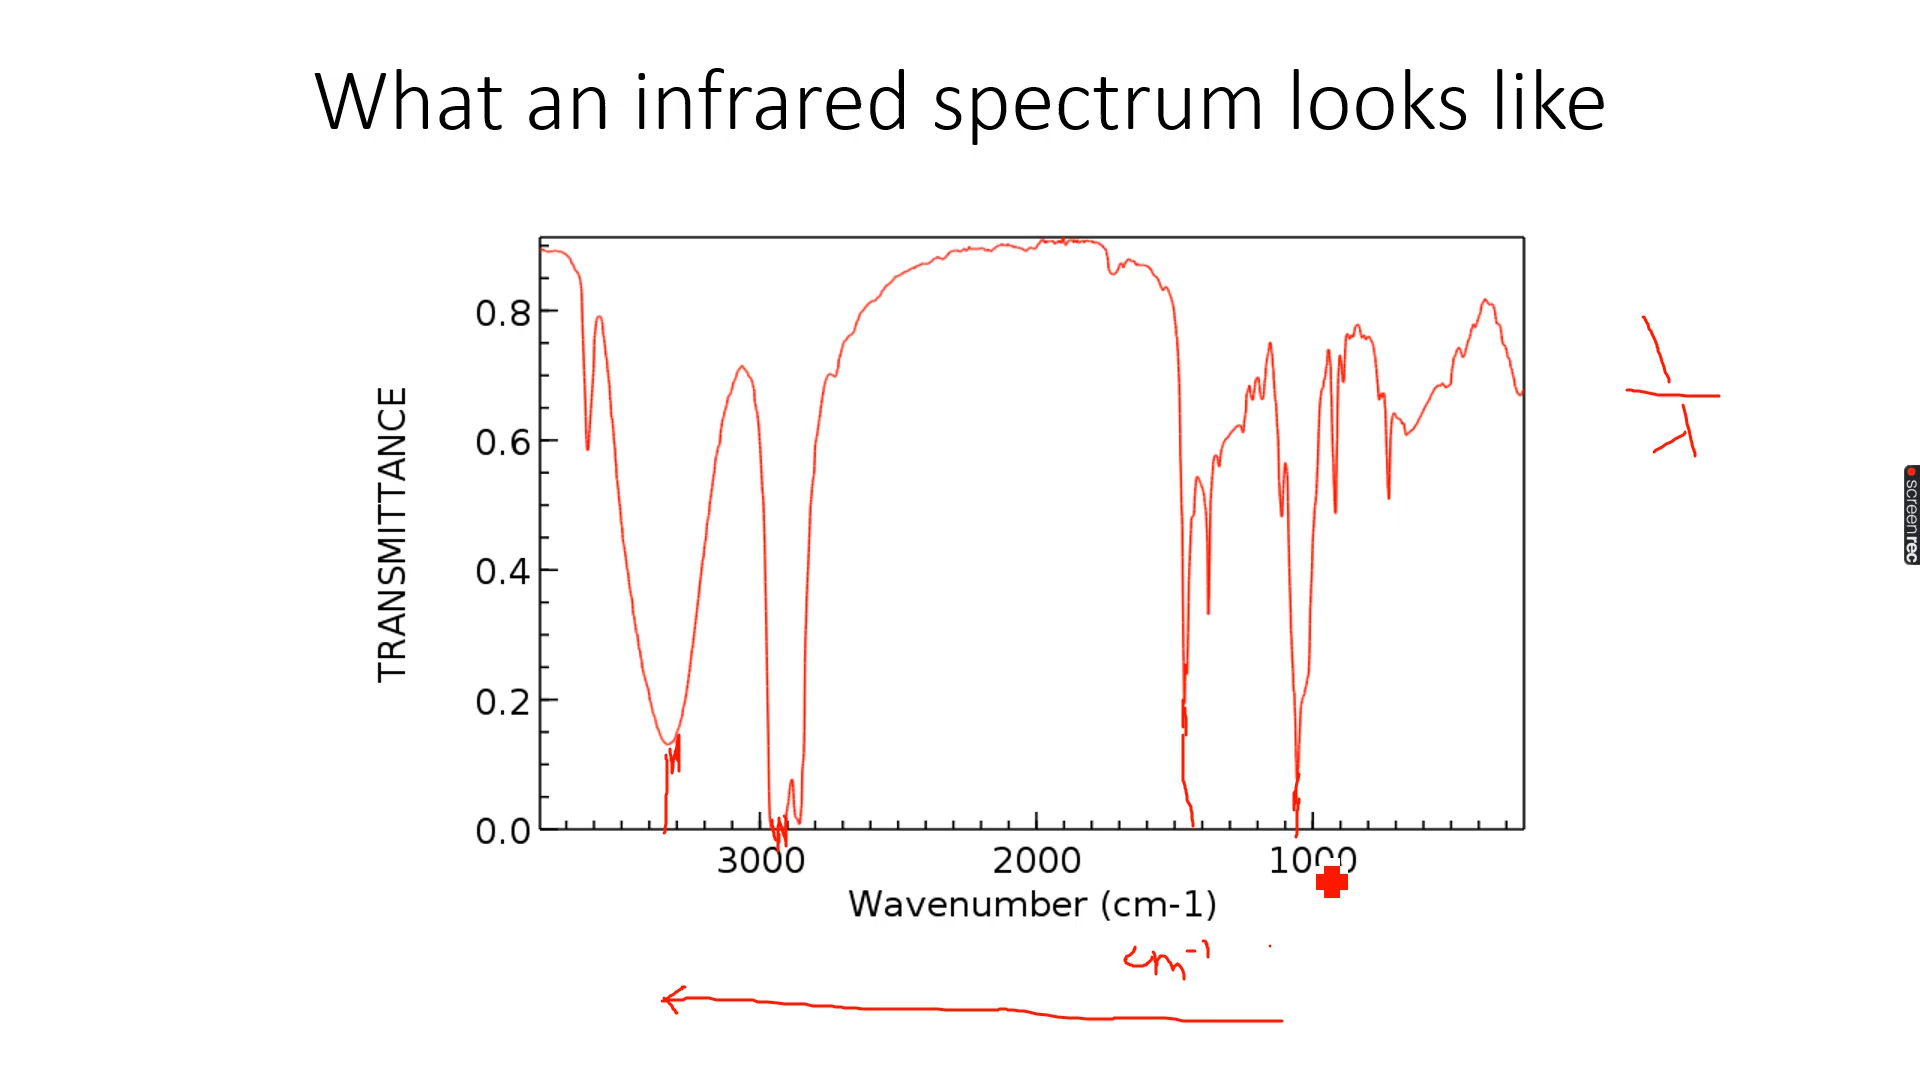 What an infrared spectrum looks like
TRANSMITTANCE
0.8
0.6
0.4
0.2
0.0
3000 2000 1000
Wavenumber (cm-1)
cm⁻¹
1
λ
screenrec